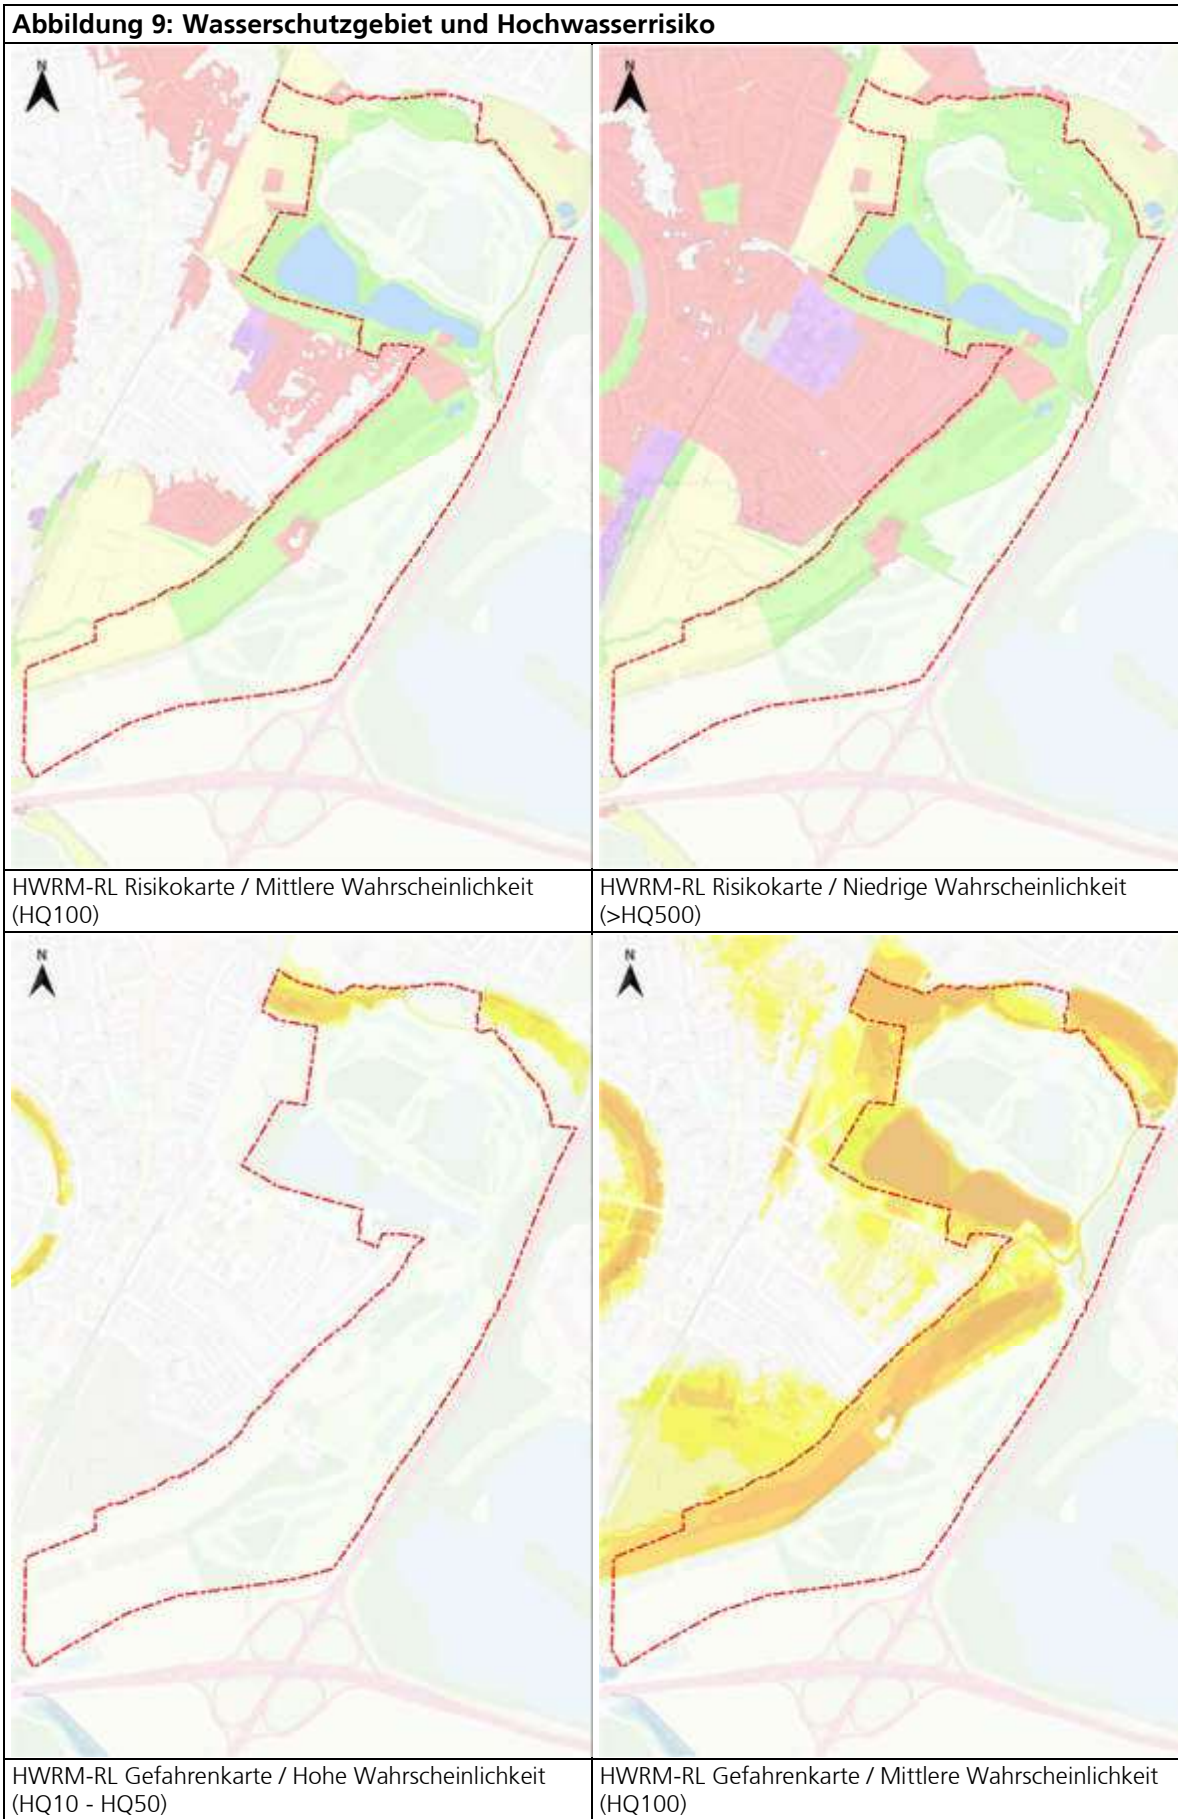 Abbildung 9: Wasserschutzgebiet und Hochwasserrisiko
N
N
HWRM-RL Risikokarte / Mittlere Wahrscheinlichkeit
(HQ100)
HWRM-RL Risikokarte / Niedrige Wahrscheinlichkeit
(>HQ500)
N
N
HWRM-RL Gefahrenkarte / Hohe Wahrscheinlichkeit
(HQ10 - HQ50)
HWRM-RL Gefahrenkarte / Mittlere Wahrscheinlichkeit
(HQ100)